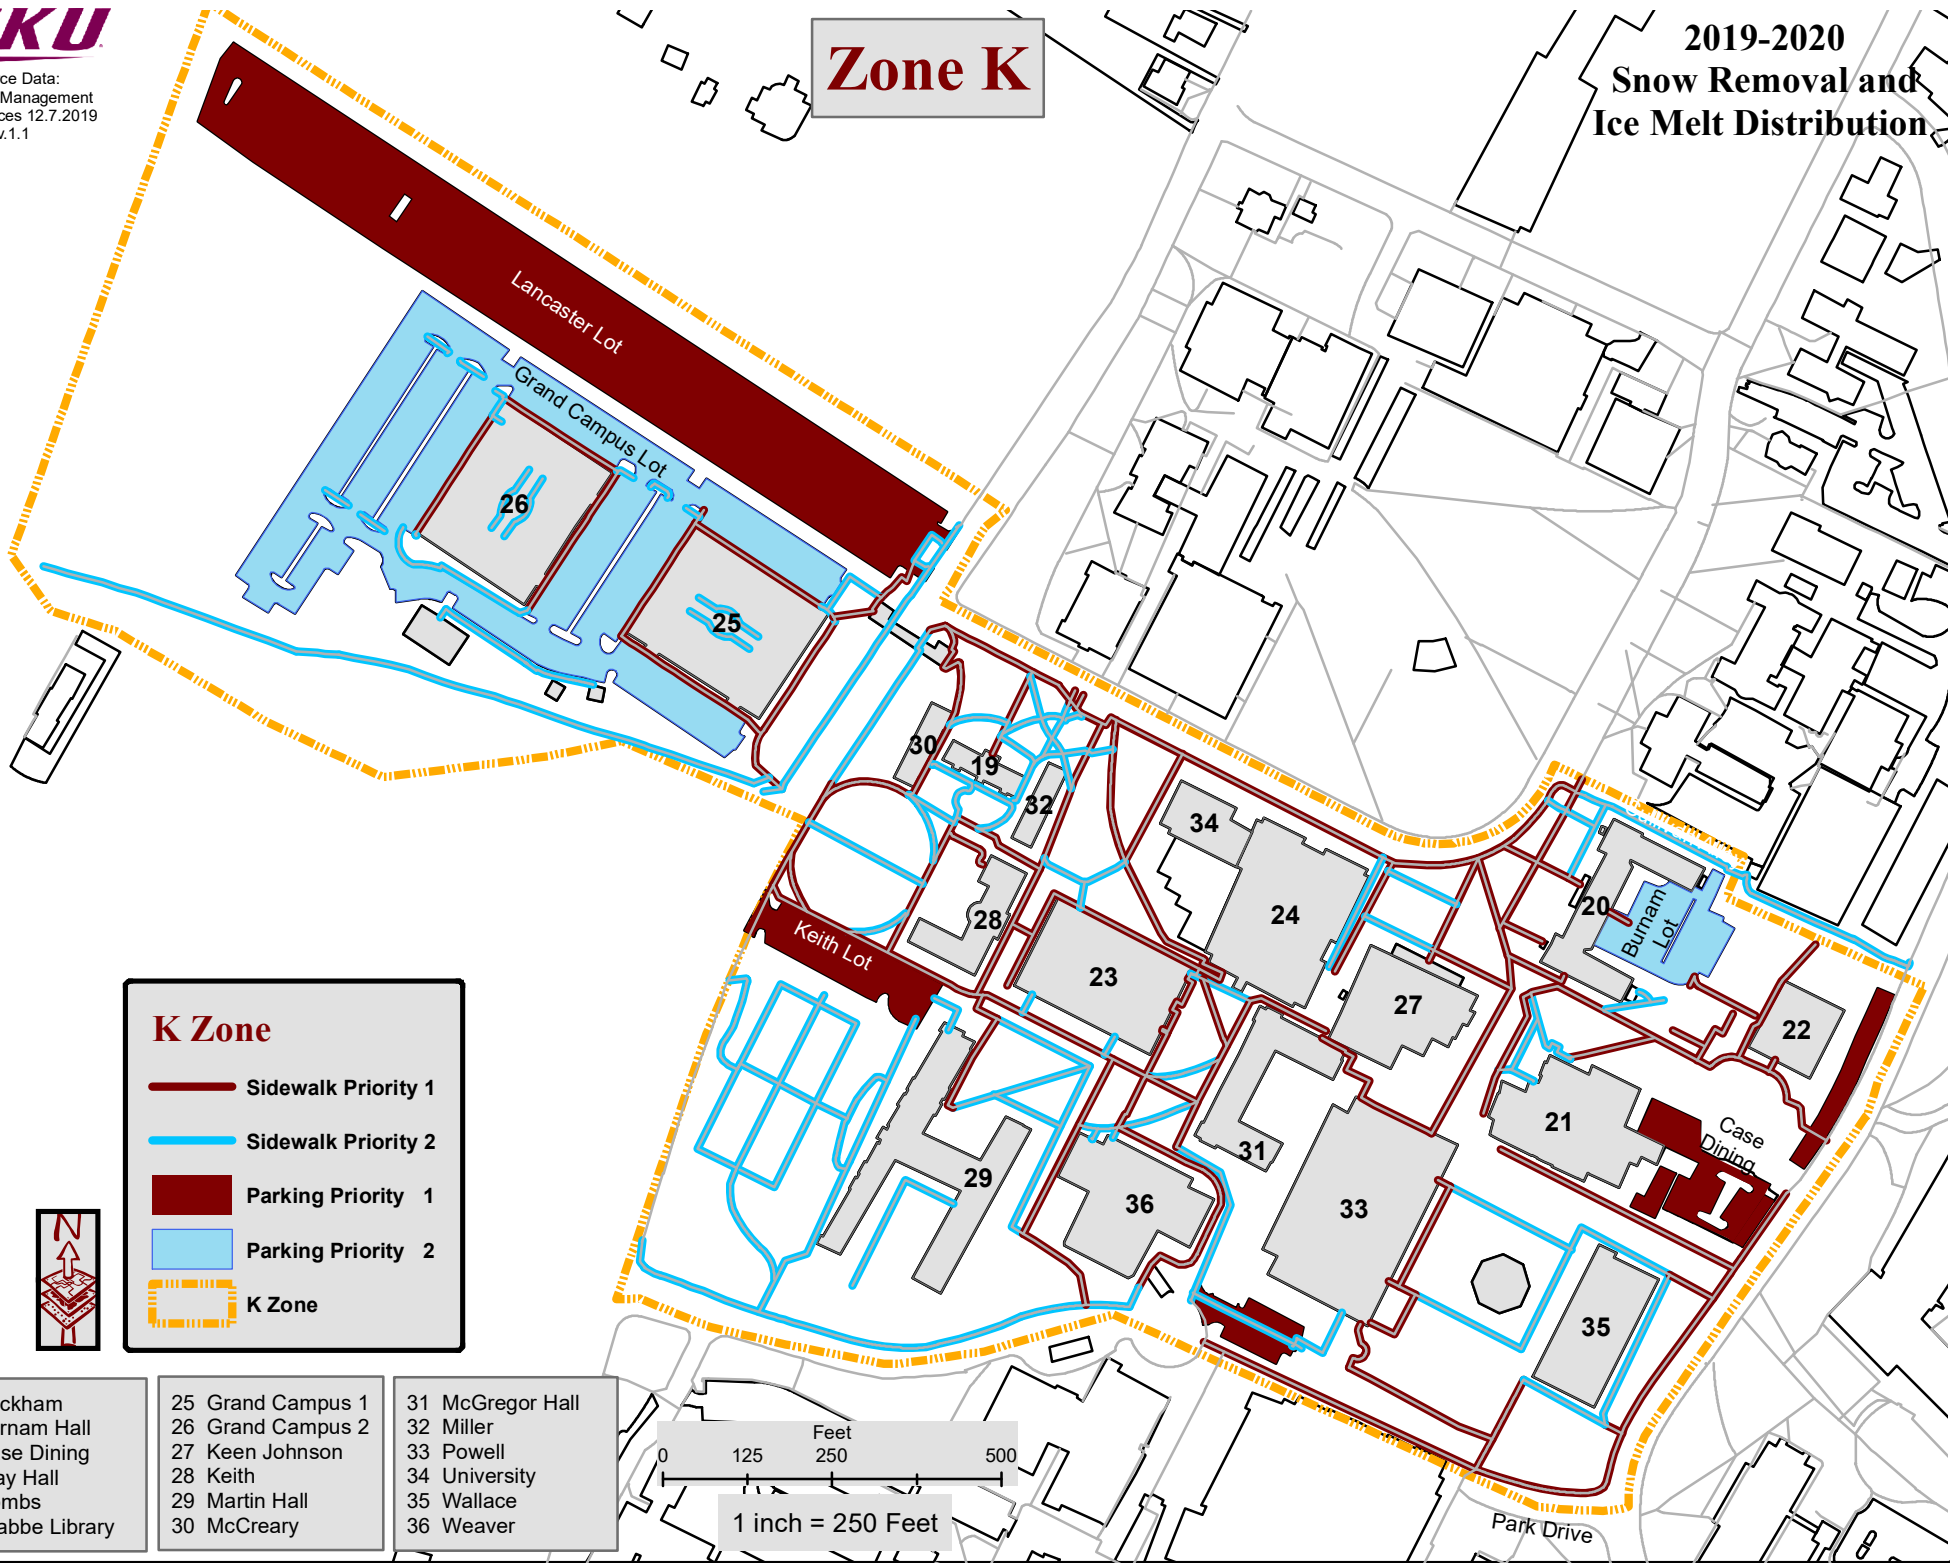 KU
ce Data:
Management
ces 12.7.2019
v.1.1
Zone K
2019-2020
Snow Removal and
Ice Melt Distribution
Lancaster Lot
Grand Campus Lot
26
25
30
19
32
34
24
20
Burnam
Lot
28
Keith Lot
23
27
22
21
Case
Dining
31
29
36
33
35
K Zone
Sidewalk Priority 1
Sidewalk Priority 2
Parking Priority 1
Parking Priority 2
K Zone
N
ckham
rnam Hall
se Dining
ay Hall
ombs
abbe Library
25 Grand Campus 1
26 Grand Campus 2
27 Keen Johnson
28 Keith
29 Martin Hall
30 McCreary
31 McGregor Hall
32 Miller
33 Powell
34 University
35 Wallace
36 Weaver
Feet
0 125 250 500
1 inch = 250 Feet
Park Drive